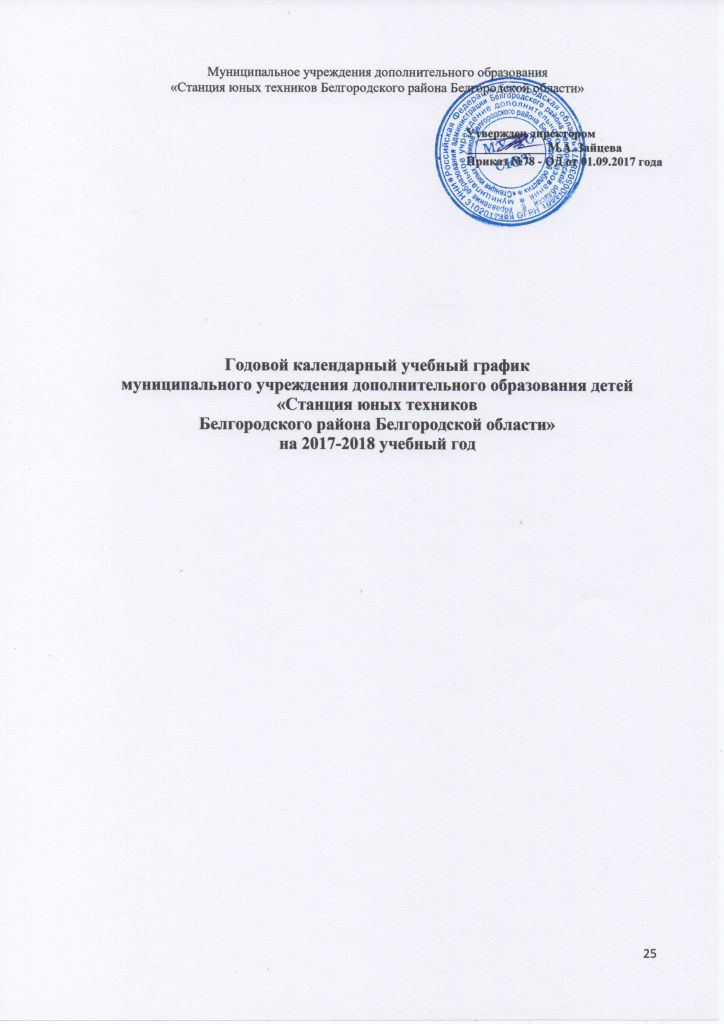 Муниципальное учреждения дополнительного образования
«Станция юных техников Белгородского района Белгородской области»
Утвержден директором
М.А. Зайцева
Приказ №78 - ОД от 01.09.2017 года
Годовой календарный учебный график
муниципального учреждения дополнительного образования детей
«Станция юных техников
Белгородского района Белгородской области»
на 2017-2018 учебный год
25